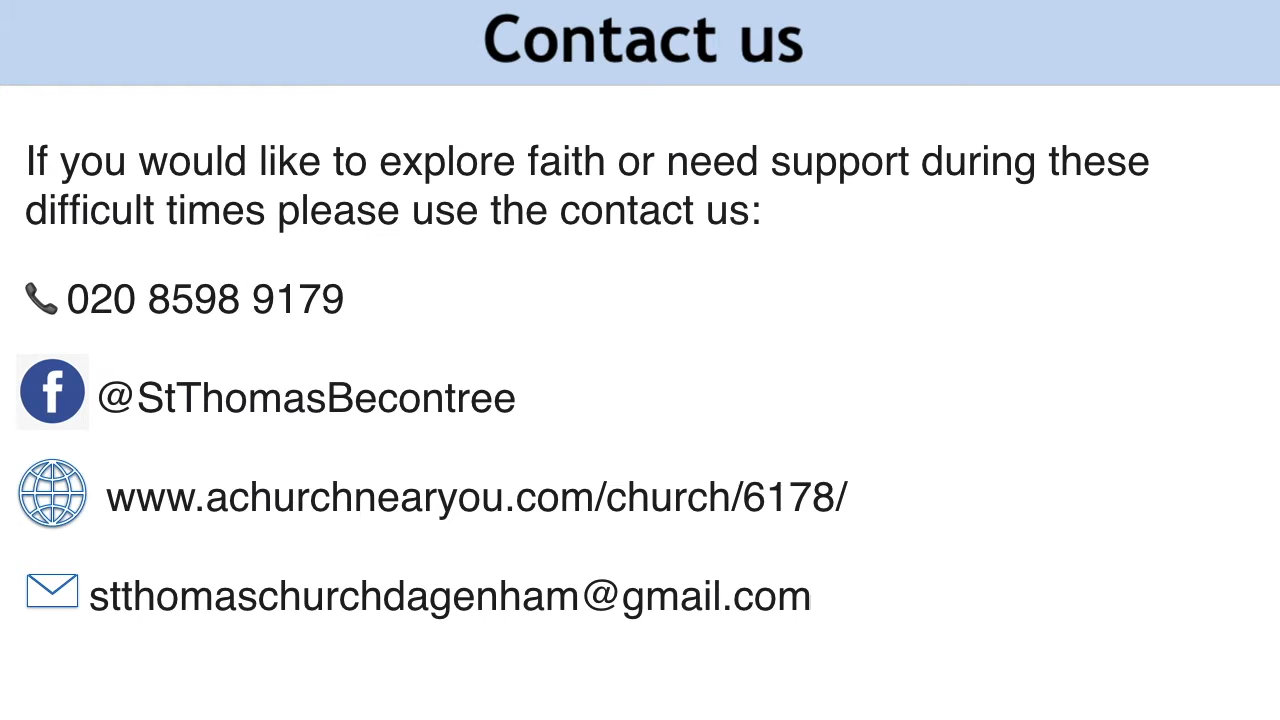 Contact us
If you would like to explore faith or need support during these
difficult times please use the contact us:
020 8598 9179
@StThomasBecontree
www.achurchnearyou.com/church/6178/
stthomaschurchdagenham@gmail.com